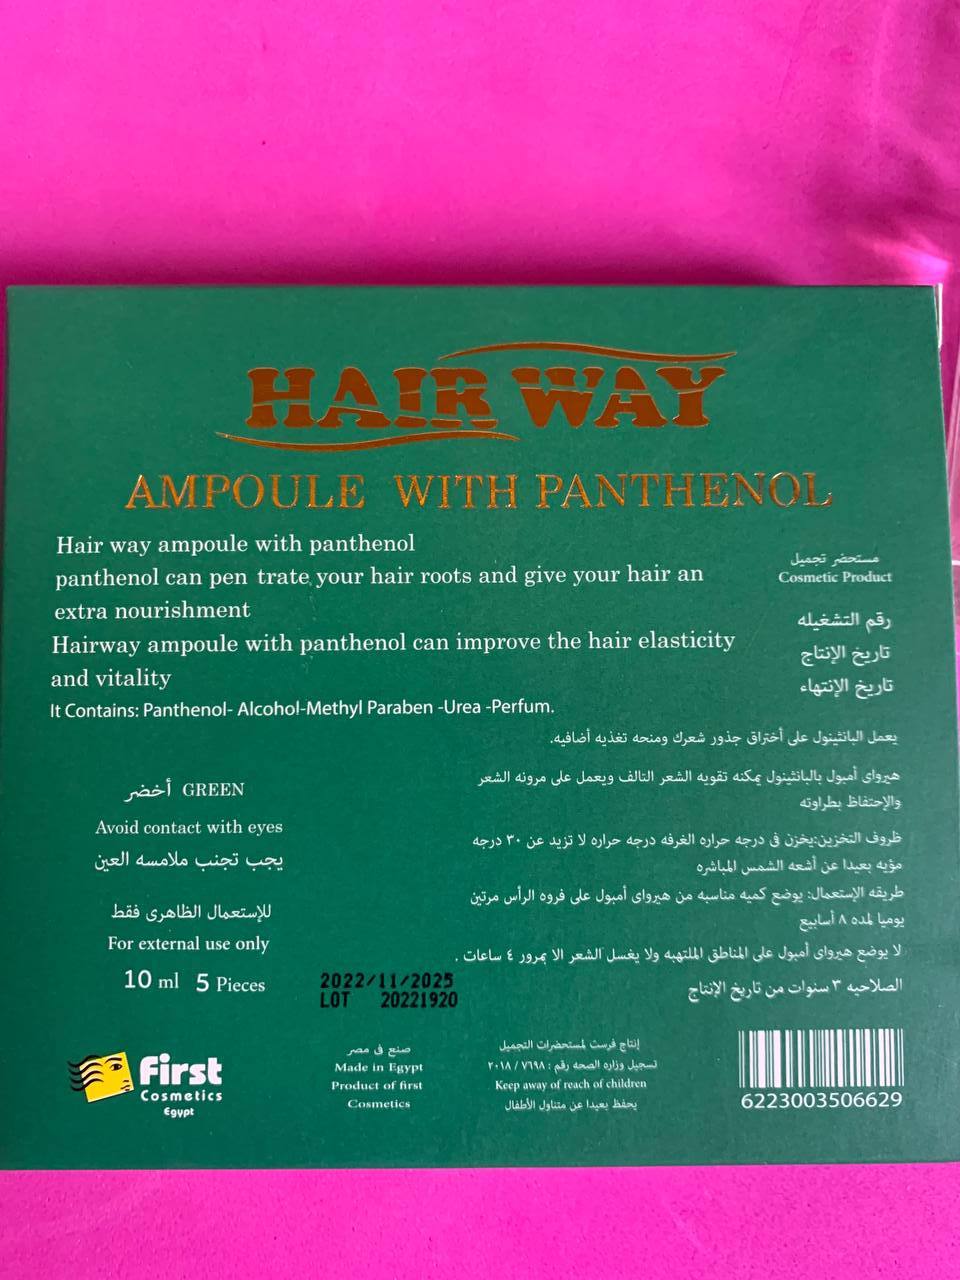 HAIR WAY
AMPOULE WITH PANTHENOL
Hair way ampoule with panthenol
panthenol can pen trate your hair roots and give your hair an
extra nourishment
Hairway ampoule with panthenol can improve the hair elasticity
and vitality
It Contains: Panthenol- Alcohol-Methyl Paraben -Urea -Perfum.
مستحضر تجميل
Cosmetic Product
رقم التشغيله
تاريخ الإنتاج
تاريخ الإنتهاء
يعمل البانثينول على أختراق جذور شعرك ومنحه تغذيه أضافيه.
هيرواى أمبول بالبانثينول يمكنه تقويه الشعر التالف ويعمل على مرونه الشعر
والإحتفاظ بطراوته
ظروف التخزين:يخزن فى درجه حراره الغرفه درجه حراره لا تزيد عن ٣٠ درجه
مؤيه بعيدا عن أشعه الشمس المباشره
طريقه الإستعمال: يوضع كميه مناسبه من هيرواى أمبول على فروه الرأس مرتين
يوميا لمده ٨ أسابيع
لا يوضع هيرواى أمبول على المناطق الملتهبه ولا يغسل الشعر الا بمرور ٤ ساعات .
الصلاحيه ٣ سنوات من تاريخ الإنتاج
أخضر GREEN
Avoid contact with eyes
يجب تجنب ملامسه العين
للإستعمال الظاهرى فقط
For external use only
10 ml 5 Pieces
2022/11/2025
LOT 20221920
First
Cosmetics
Egypt
صنع فى مصر
Made in Egypt
Product of first
Cosmetics
إنتاج فرست لمستحضرات التجميل
تسجيل وزاره الصحه رقم : ٧٦٩٨ / ٢٠١٨
Keep away of reach of children
يحفظ بعيدا عن متناول الأطفال
6223003506629